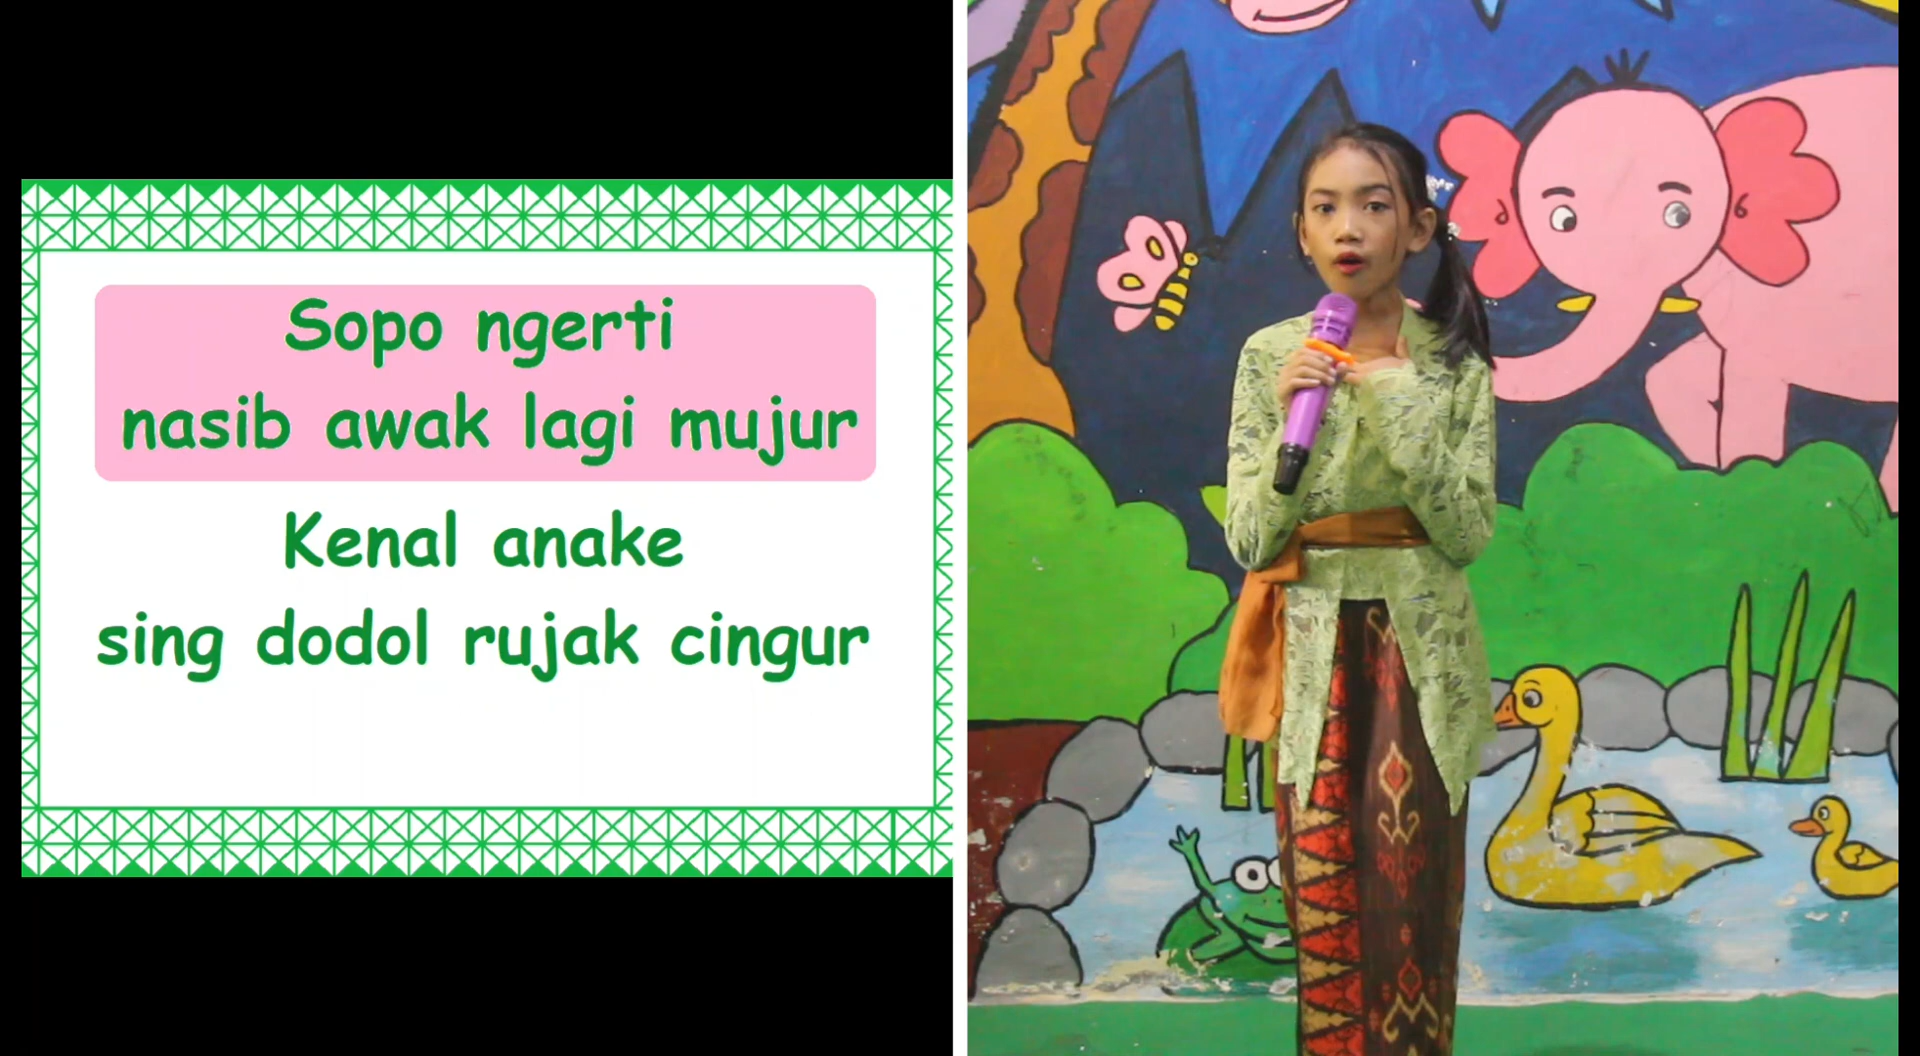 Sopo ngerti
nasib awak lagi mujur
Kenal anake
sing dodol rujak cingur